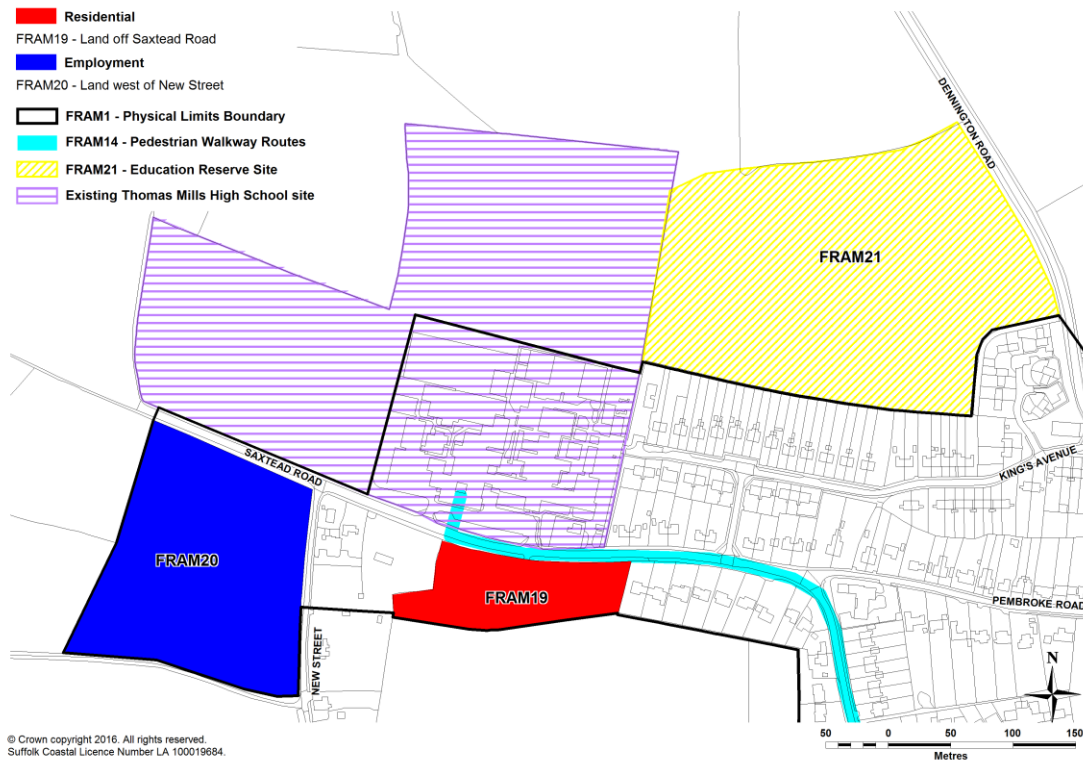 Residential
FRAM19 - Land off Saxtead Road
Employment
FRAM20 - Land west of New Street
FRAM1 - Physical Limits Boundary
FRAM14 - Pedestrian Walkway Routes
FRAM21 - Education Reserve Site
Existing Thomas Mills High School site
DENNINGTON ROAD
FRAM21
SAXTEAD ROAD
KING'S AVENUE
FRAM20
FRAM19
PEMBROKE ROAD
NEW STREET
N
© Crown copyright 2016. All rights reserved.
Suffolk Coastal Licence Number LA 100019684.
50 0 50 100 150
Metres